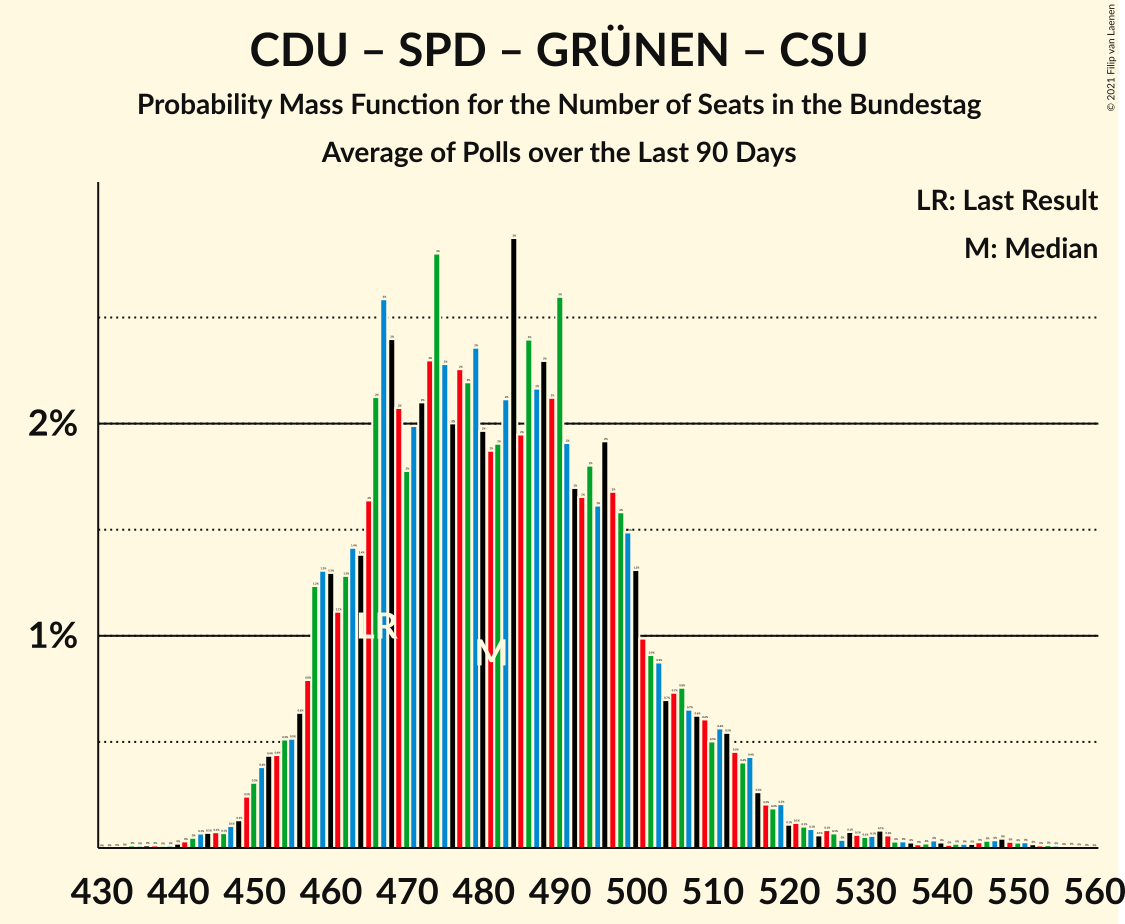 CDU – SPD – GRÜNEN – CSU
Probability Mass Function for the Number of Seats in the Bundestag
Average of Polls over the Last 90 Days
© 2021 Filip van Laenen
LR: Last Result
M: Median
2%
1%
LR
M
430 440 450 460 470 480 490 500 510 520 530 540 550 560